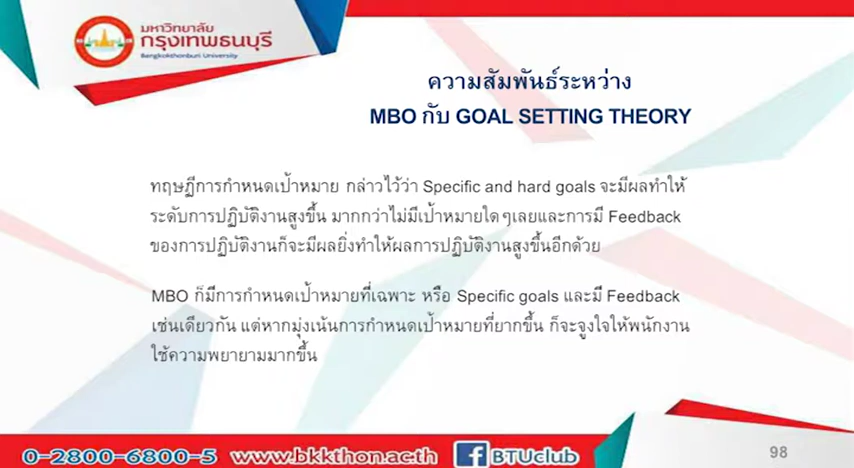 มหาวิทยาลัย
กรุงเทพธนบุรี
Bangkokthonburi University
ความสัมพันธ์ระหว่าง
MBO กับ GOAL SETTING THEORY
ทฤษฎีการกำหนดเป้าหมาย กล่าวไว้ว่า Specific and hard goals จะมีผลทำให้
ระดับการปฏิบัติงานสูงขึ้น มากกว่าไม่มีเป้าหมายใดๆเลยและการมี Feedback
ของการปฏิบัติงานก็จะมีผลยิ่งทำให้ผลการปฏิบัติงานสูงขึ้นอีกด้วย
MBO ก็มีการกำหนดเป้าหมายที่เฉพาะ หรือ Specific goals และมี Feedback
เช่นเดียวกัน แต่หากมุ่งเน้นการกำหนดเป้าหมายที่ยากขึ้น ก็จะจูงใจให้พนักงาน
ใช้ความพยายามมากขึ้น
0-2800-6800-5 www.bkkthon.ac.th f BTUclub
98